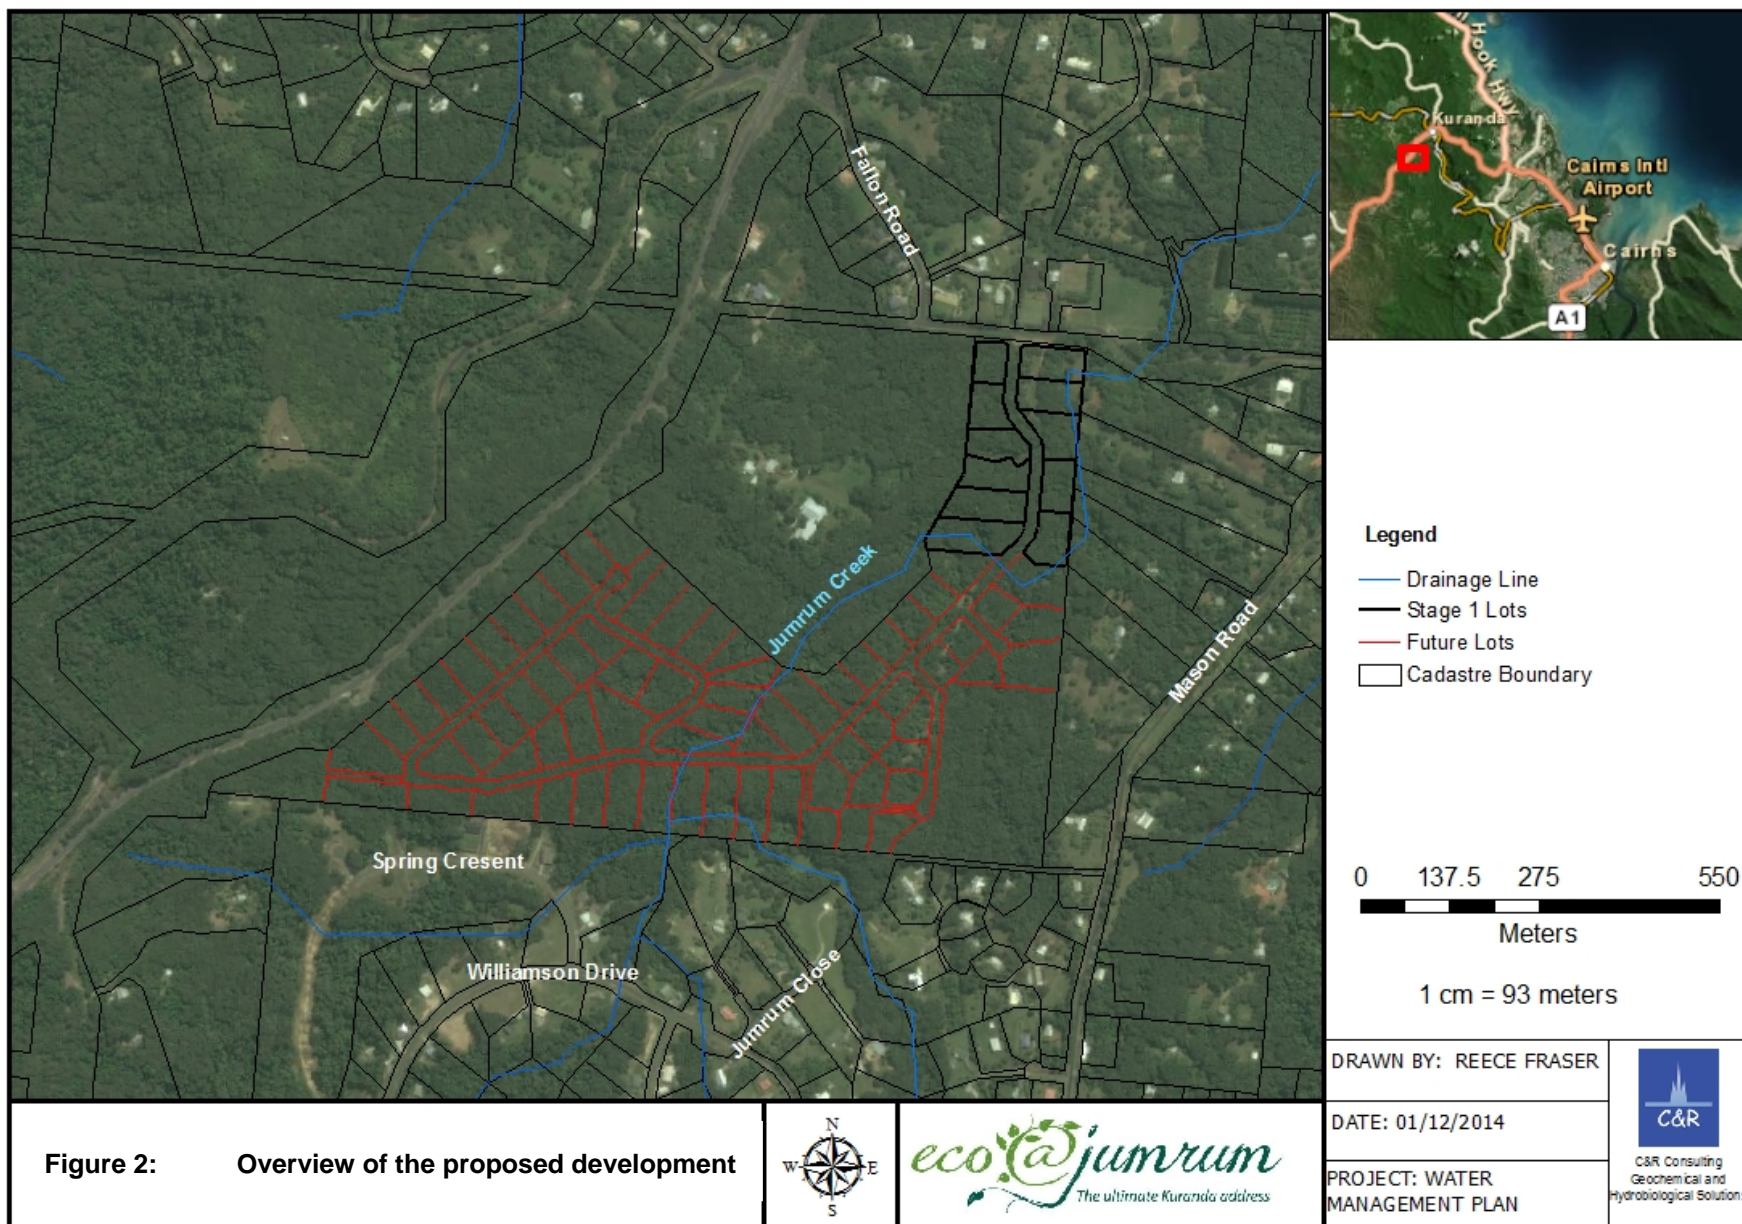 Fallon Road
Jumrum Creek
Mason Road
Spring Cresent
Williamson Drive
Jumrum Close
Hook Hwy
Kuranda
Cairns Intl
Airport
Cairns
A1
Legend
Drainage Line
Stage 1 Lots
Future Lots
Cadastre Boundary
0 137.5 275 550
Meters
1 cm = 93 meters
DRAWN BY: REECE FRASER
DATE: 01/12/2014
PROJECT: WATER
MANAGEMENT PLAN
C&R
C&R Consulting
Geochemical and
Hydrobiological Solution
Figure 2: Overview of the proposed development
N
W E
S
eco@jumrum
The ultimate Kuranda address